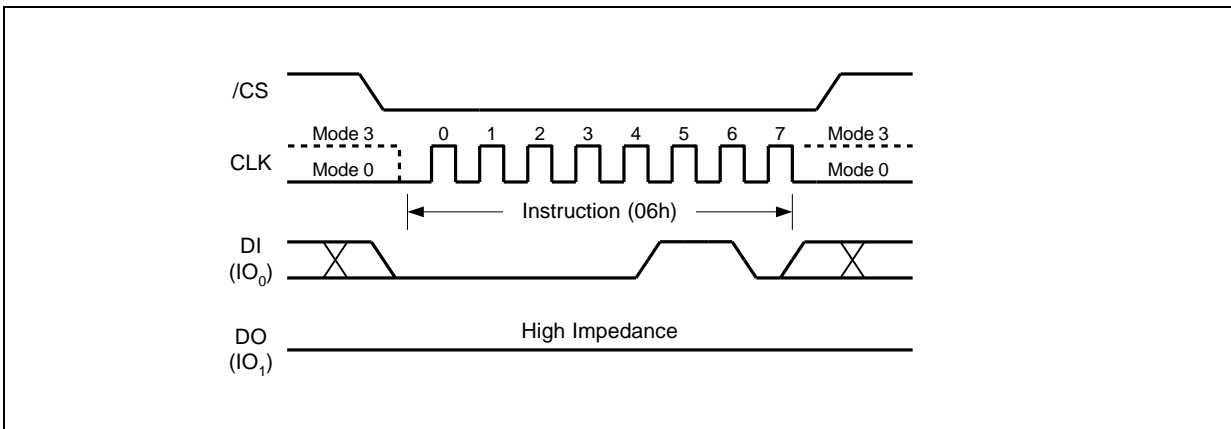 /CS
Mode 3 0 1 2 3 4 5 6 7 Mode 3
CLK
Mode 0 Mode 0
Instruction (06h)
DI
(IO₀)
High Impedance
DO
(IO₁)